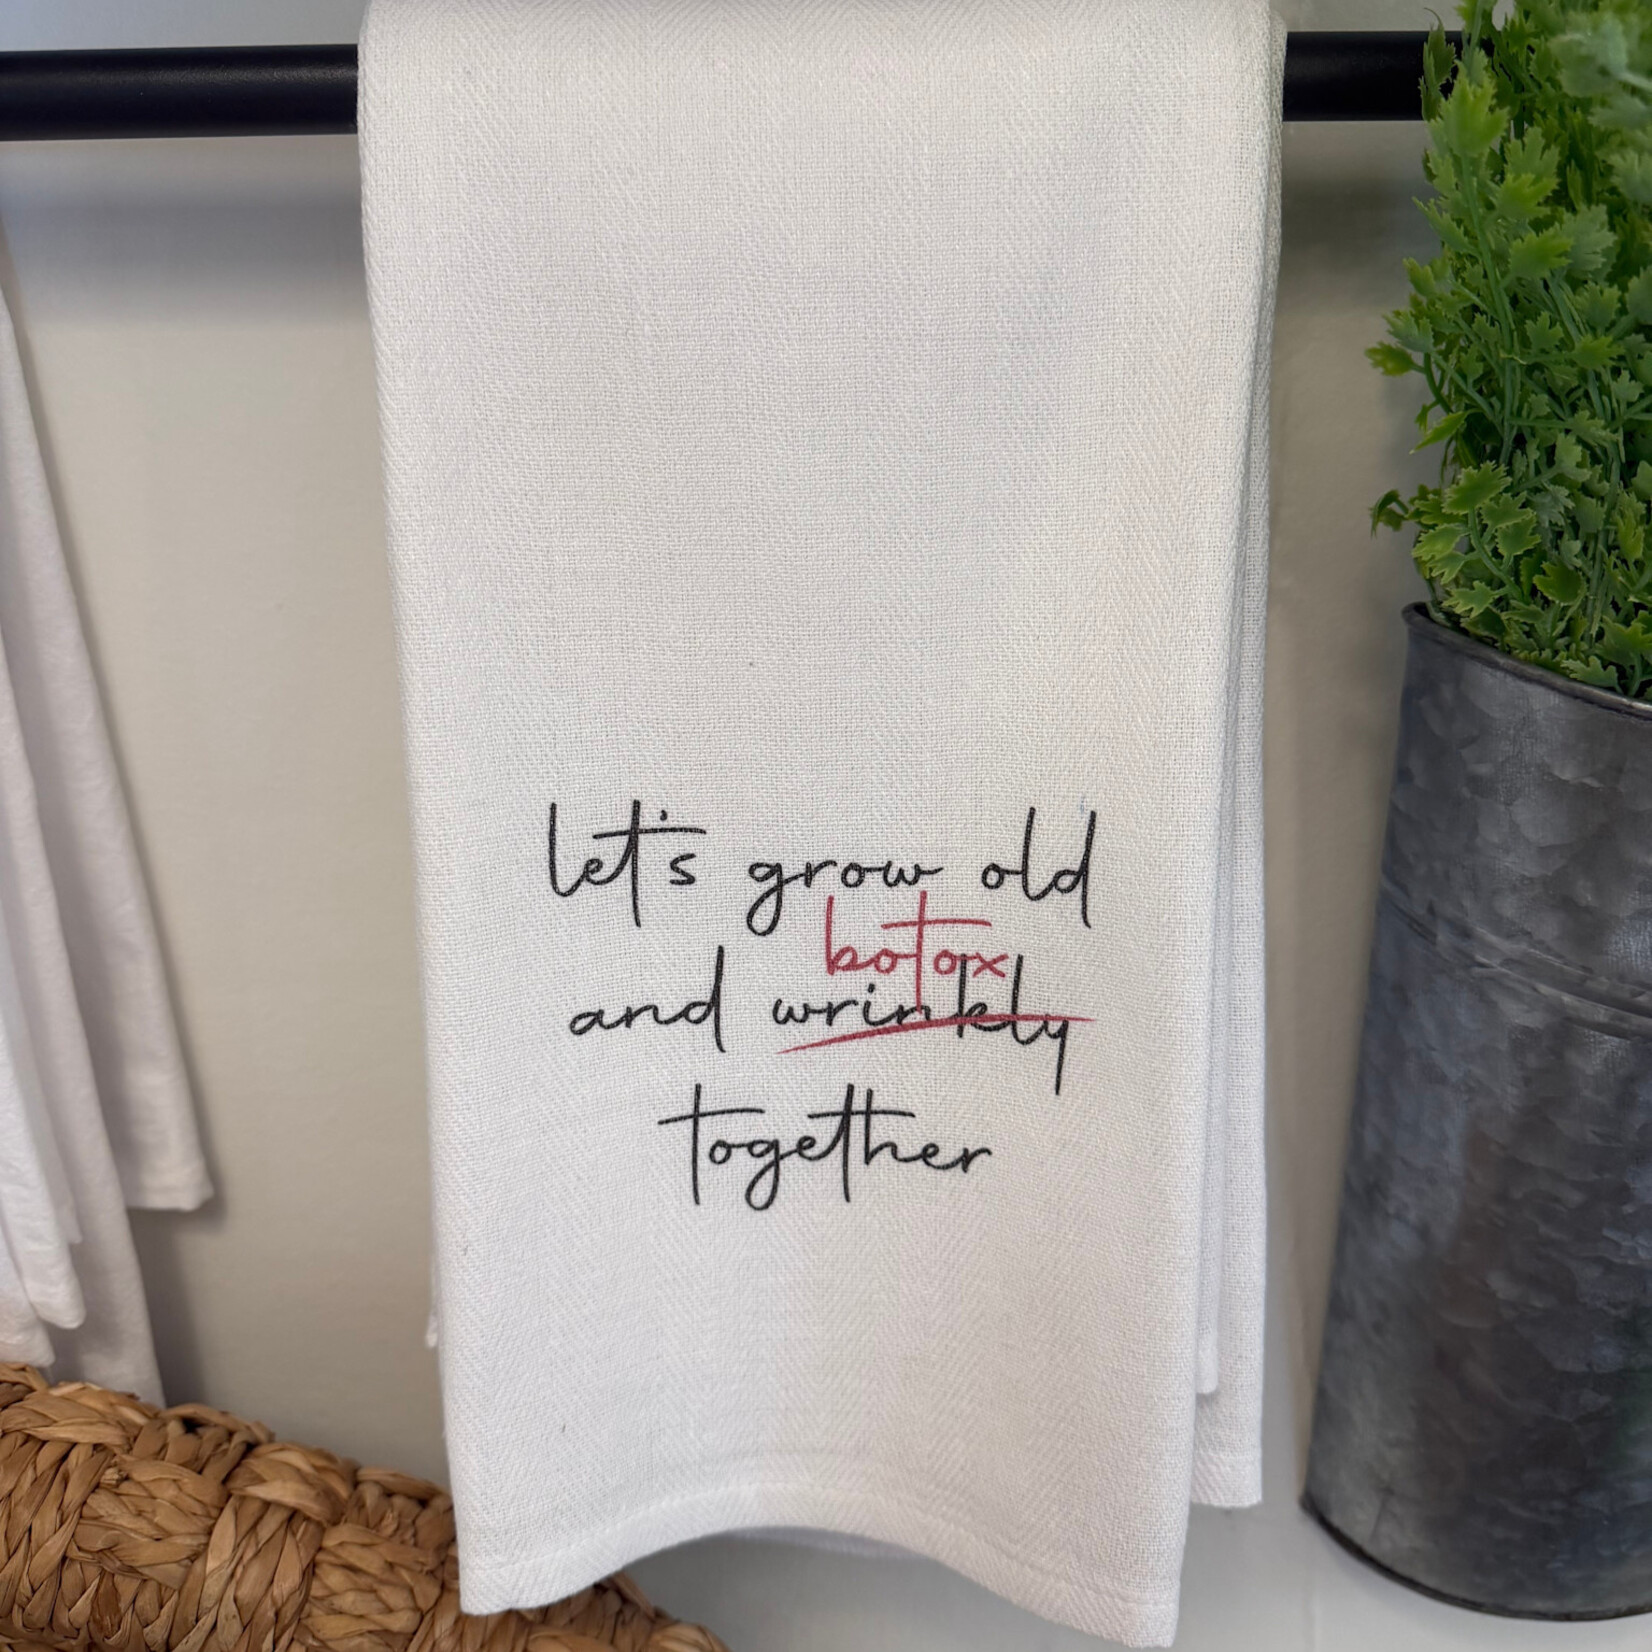 let's grow old
botox
and wrinkly
together